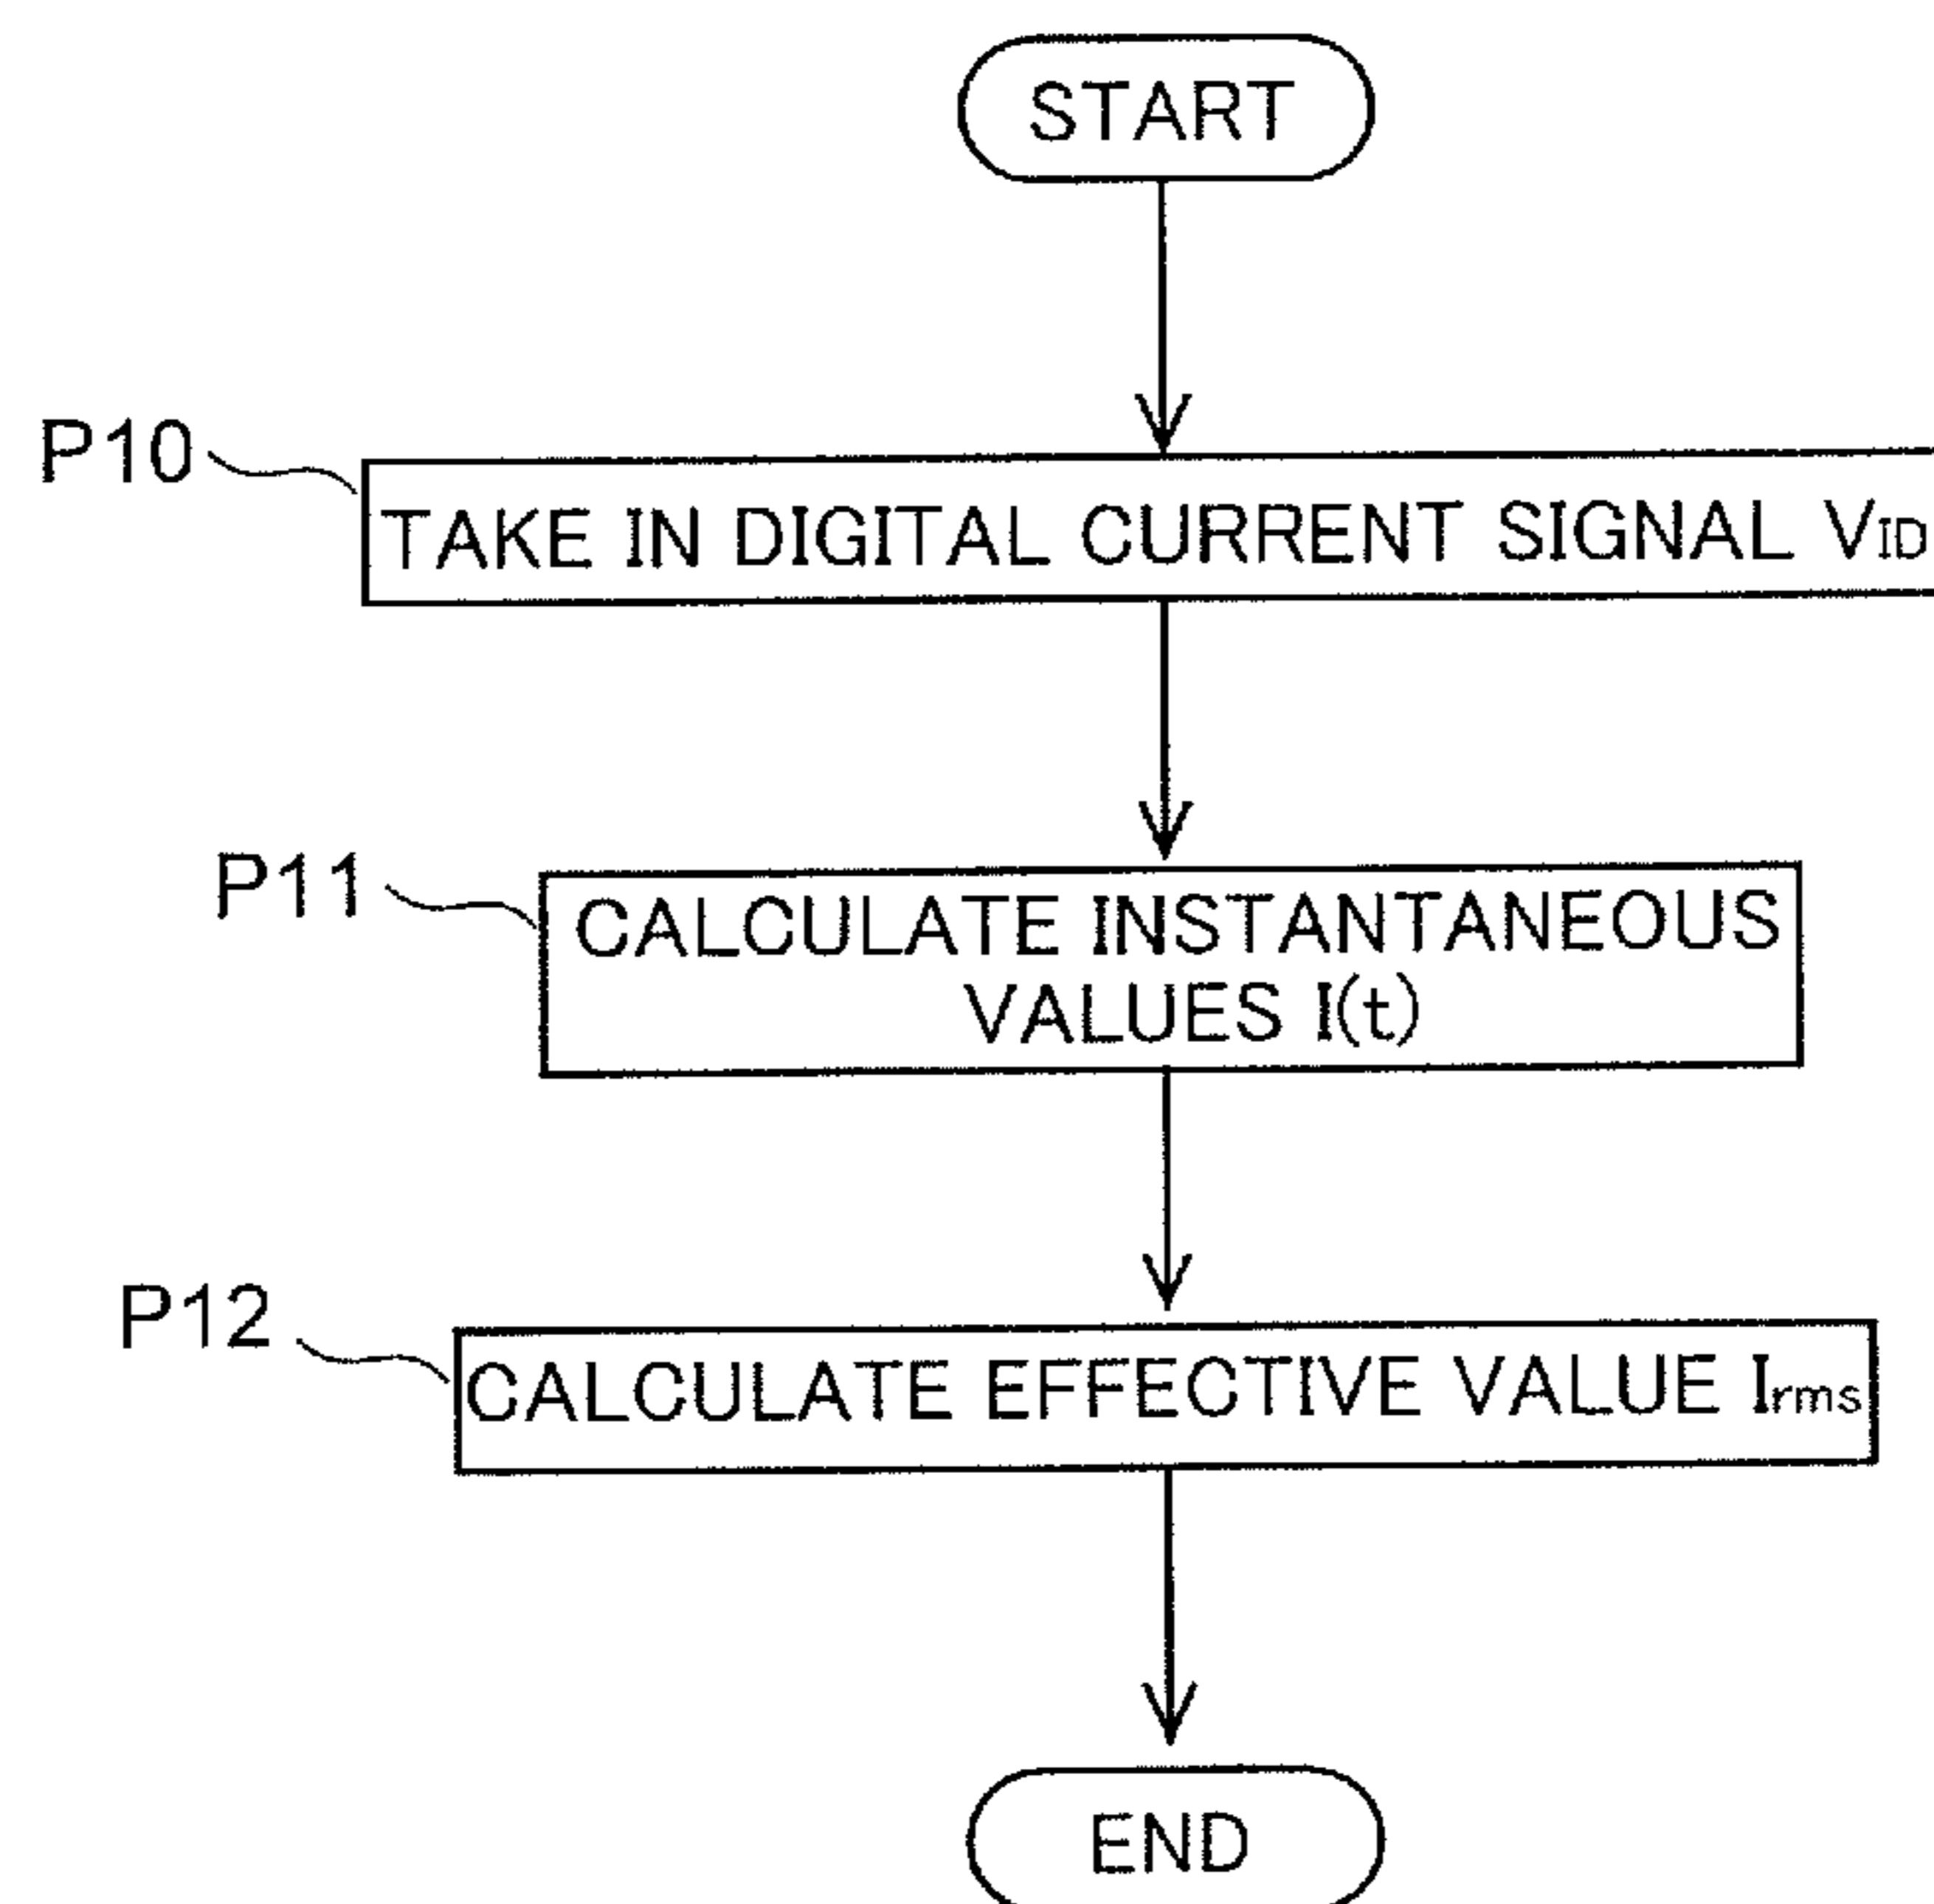 START
P10
TAKE IN DIGITAL CURRENT SIGNAL VID
P11
CALCULATE INSTANTANEOUS
VALUES I(t)
P12
CALCULATE EFFECTIVE VALUE Irms
END